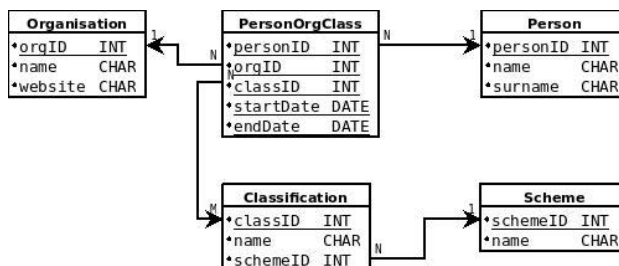 Organisation
orgID INT
name CHAR
website CHAR
PersonOrgClass
personID INT
orgID INT
classID INT
startDate DATE
endDate DATE
Person
personID INT
name CHAR
surname CHAR
1
N
N
1
N
M
Classification
classID INT
name CHAR
schemeID INT
N
1
Scheme
schemeID INT
name CHAR